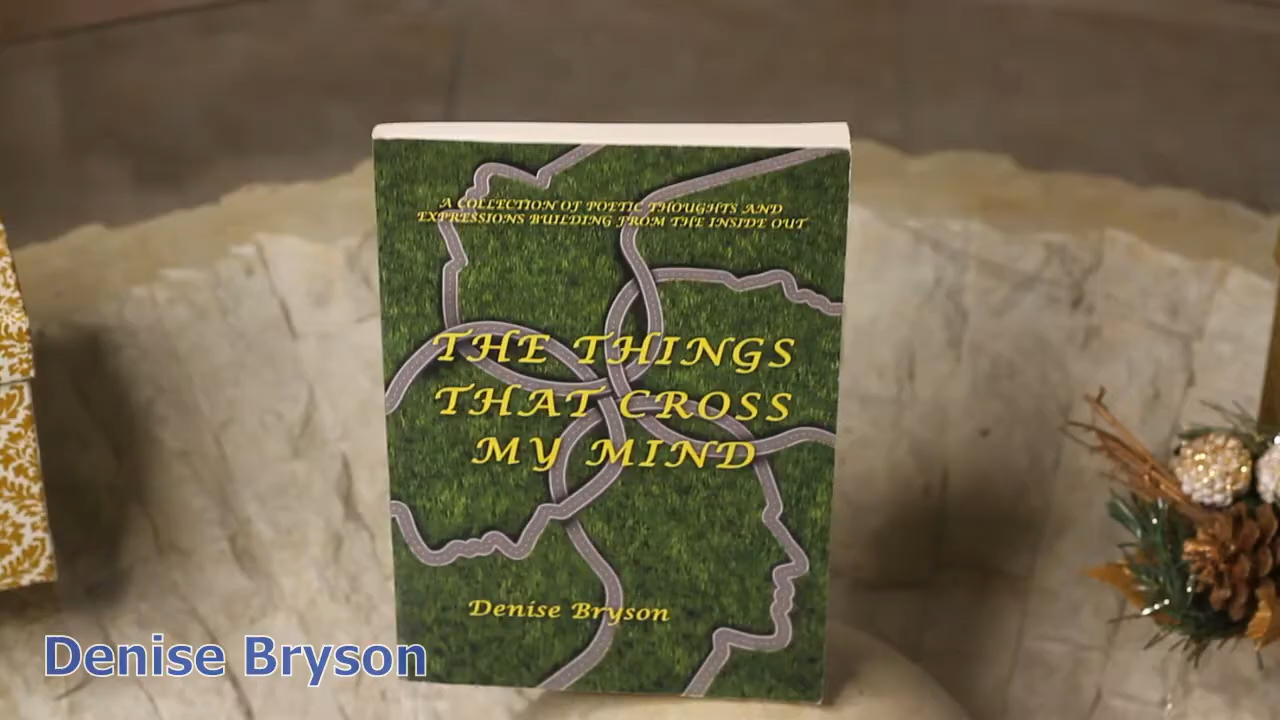 A COLLECTION OF POETIC THOUGHTS AND
EXPRESSIONS BUILDING FROM THE INSIDE OUT
THE THINGS
THAT CROSS
MY MIND
Denise Bryson
Denise Bryson